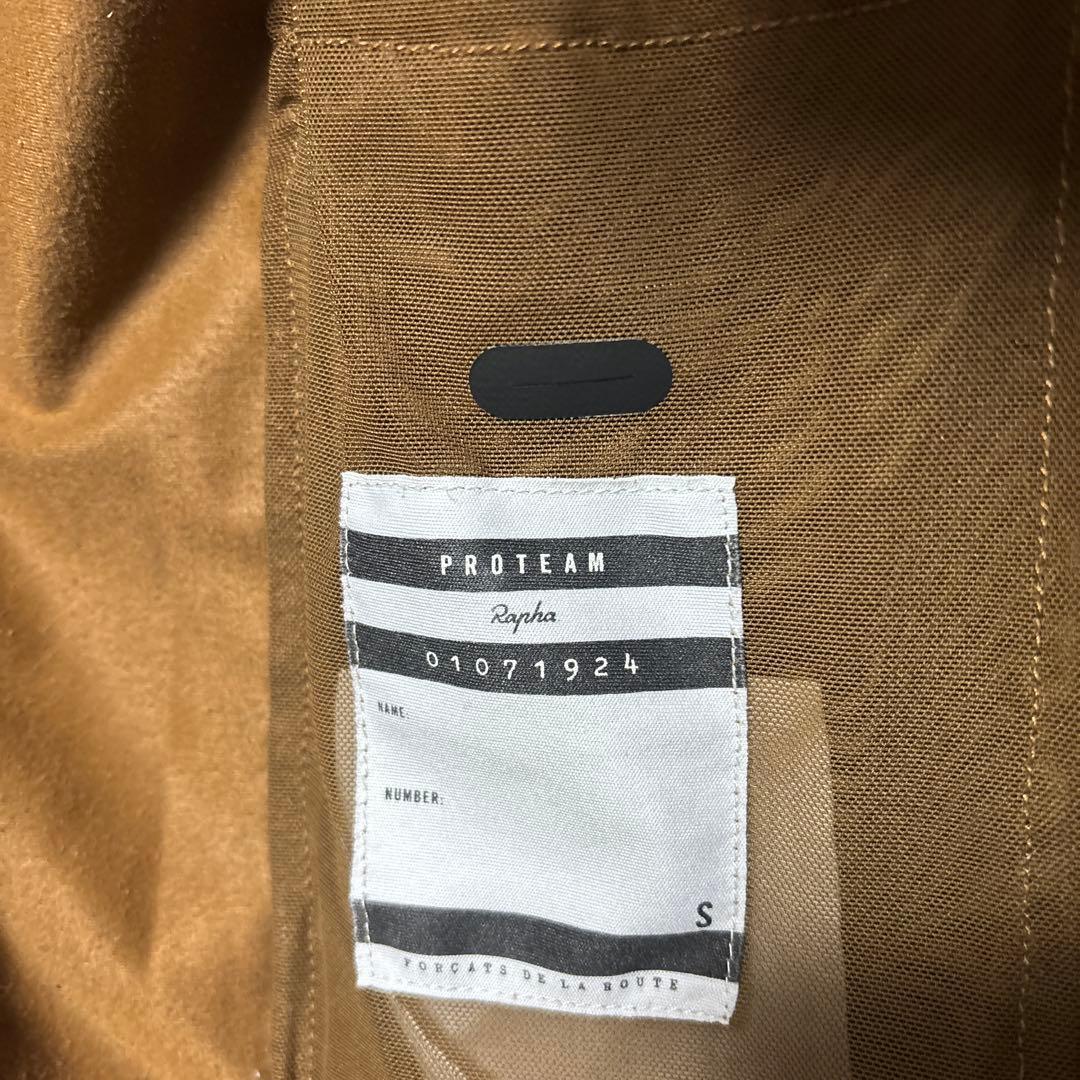 PROTEAM
Rapha
01071924
NAME:
NUMBER:
S
FORÇATS DE LA ROUTE